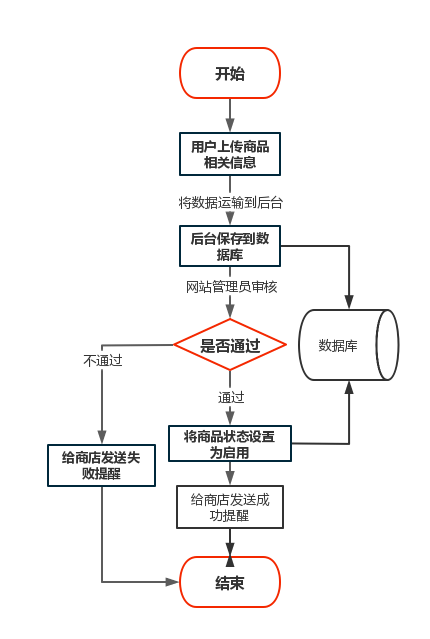 开始
用户上传商品
相关信息
将数据运输到后台
后台保存到数
据库
网站管理员审核
是否通过
数据库
不通过
通过
将商品状态设置
为启用
给商店发送失
败提醒
给商店发送成
功提醒
结束